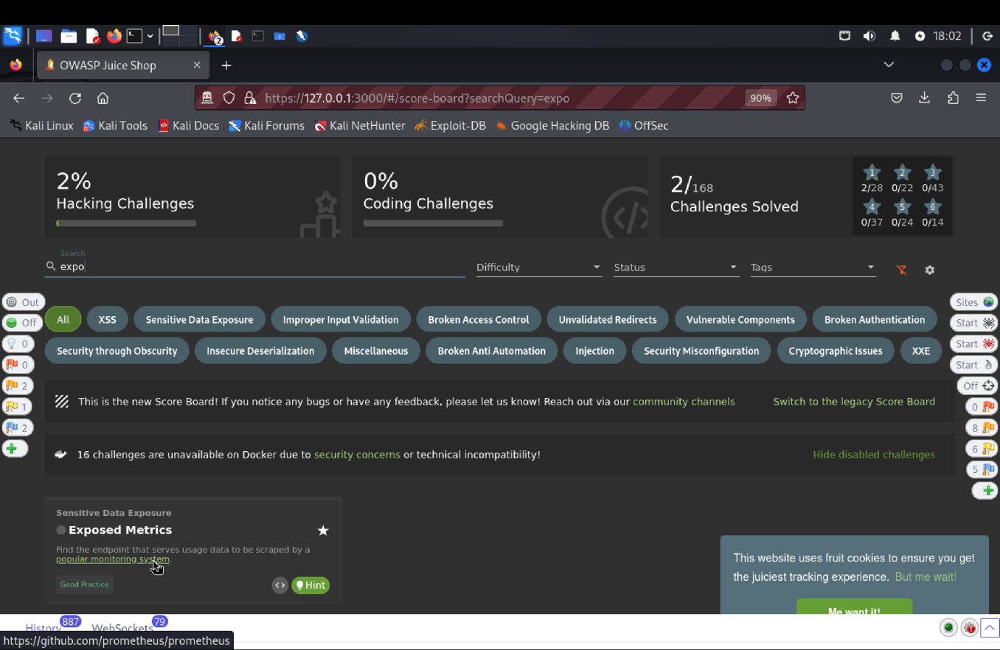 2
18:02
OWASP Juice Shop
https://127.0.0.1:3000/#/score-board?searchQuery=expo
90%
Kali Linux Kali Tools Kali Docs Kali Forums Kali NetHunter Exploit-DB Google Hacking DB OffSec
2%
Hacking Challenges
0%
Coding Challenges
2/168
Challenges Solved
1 2 3
2/28 0/22 0/43
4 5 6
0/37 0/24 0/14
Search
expo
Difficulty
Status
Tags
Out
Off
0
0
2
1
2
Sites
Start
Start
Start
Off
0
8
6
5
All XSS Sensitive Data Exposure Improper Input Validation Broken Access Control Unvalidated Redirects Vulnerable Components Broken Authentication
Security through Obscurity Insecure Deserialization Miscellaneous Broken Anti Automation Injection Security Misconfiguration Cryptographic Issues XXE
This is the new Score Board! If you notice any bugs or have any feedback, please let us know! Reach out via our community channels Switch to the legacy Score Board
16 challenges are unavailable on Docker due to security concerns or technical incompatibility! Hide disabled challenges
Sensitive Data Exposure
Exposed Metrics
Find the endpoint that serves usage data to be scraped by a
popular monitoring system.
Good Practice
<> Hint
This website uses fruit cookies to ensure you get
the juiciest tracking experience. But me wait!
Me want it!
History 887 WebSockets 79
https://github.com/prometheus/prometheus